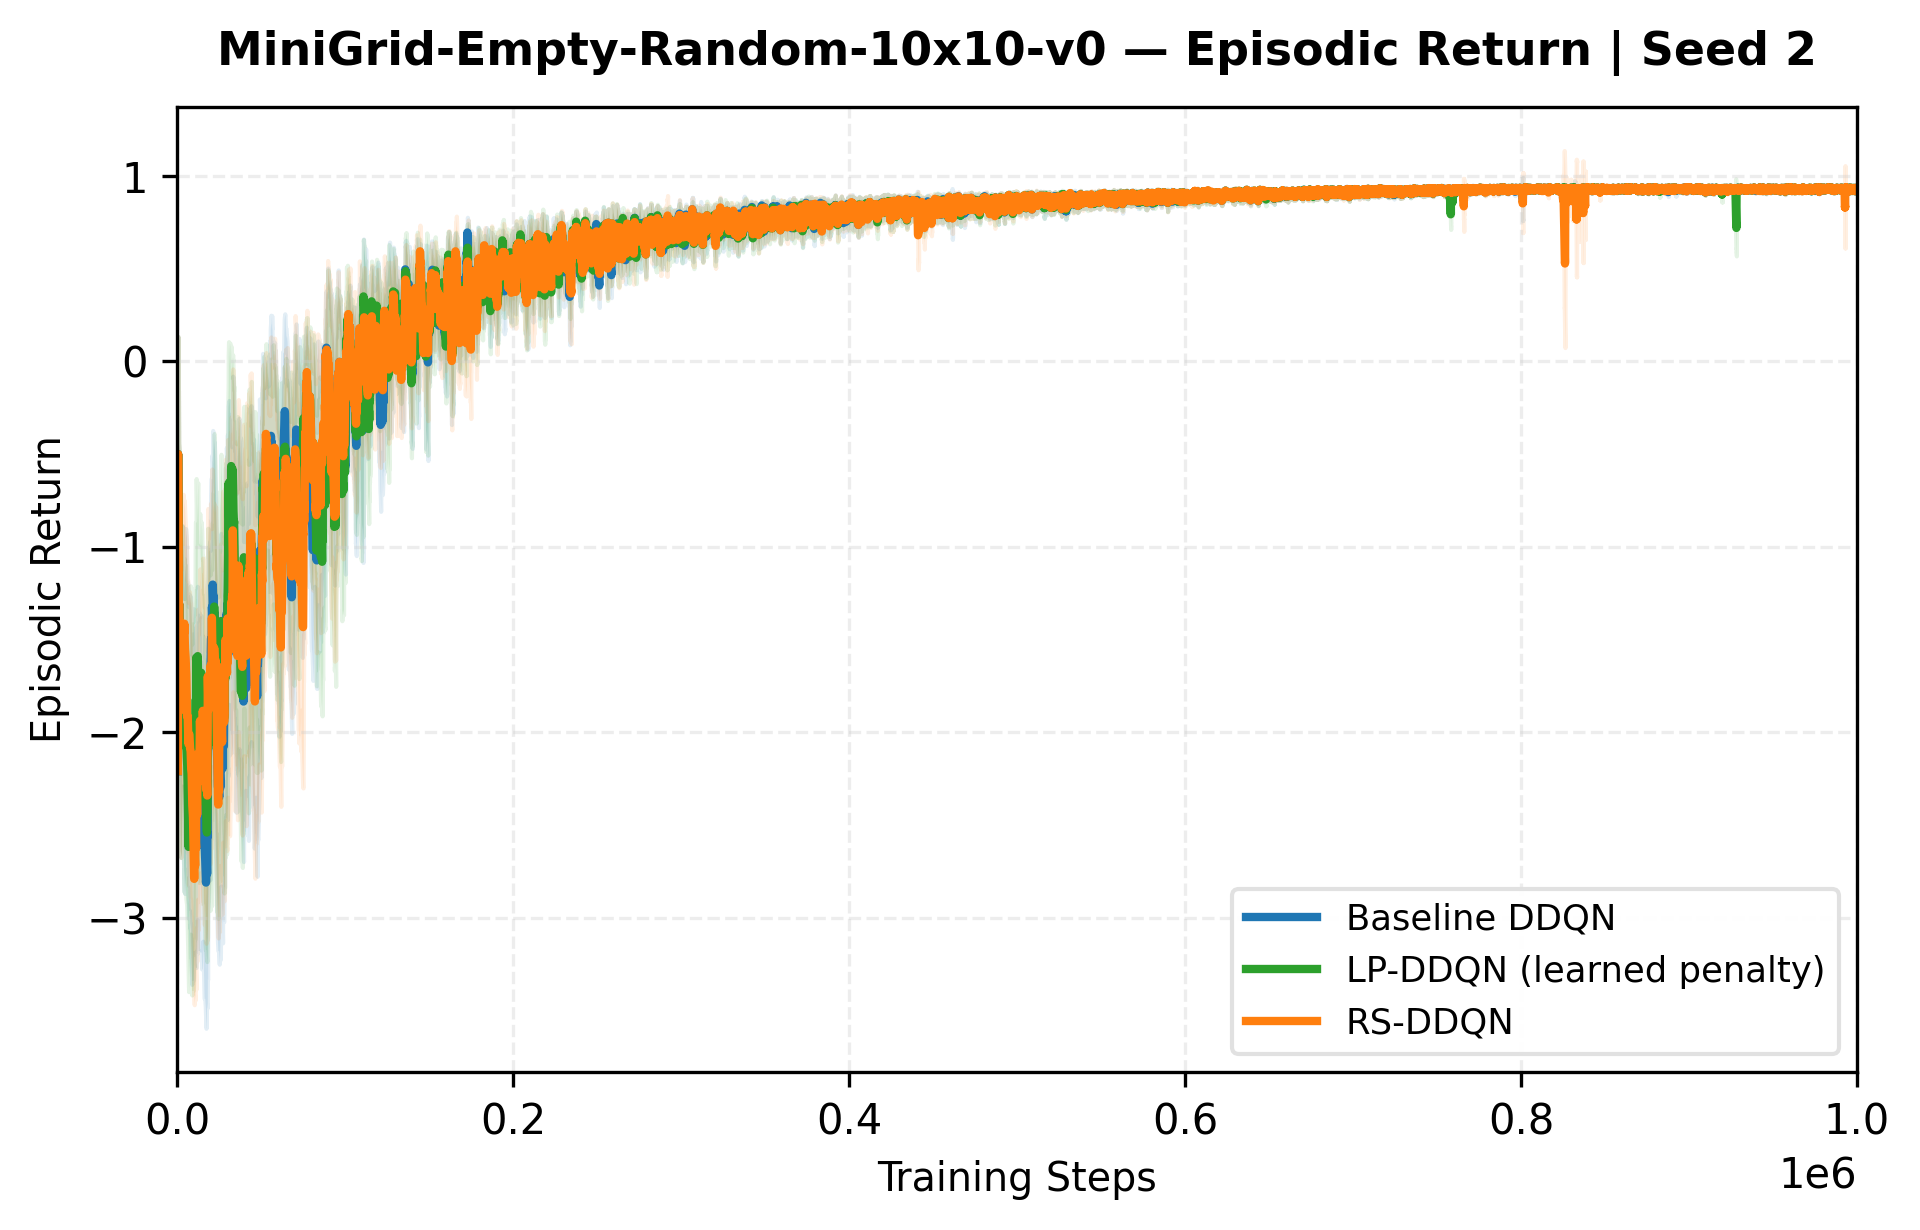 MiniGrid-Empty-Random-10x10-v0 — Episodic Return | Seed 2
Episodic Return
1
0
−1
−2
−3
Baseline DDQN
LP-DDQN (learned penalty)
RS-DDQN
0.0 0.2 0.4 0.6 0.8 1.0
1e6
Training Steps